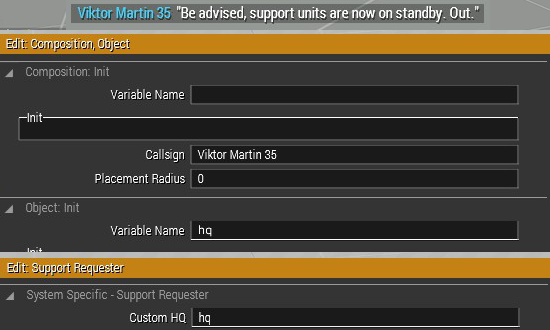 Viktor Martin 35 "Be advised, support units are now on standby. Out."
Edit: Composition, Object
Composition: Init
Variable Name
Init
Callsign Viktor Martin 35
Placement Radius 0
Object: Init
Variable Name hq
Init
Edit: Support Requester
System Specific - Support Requester
Custom HQ hq